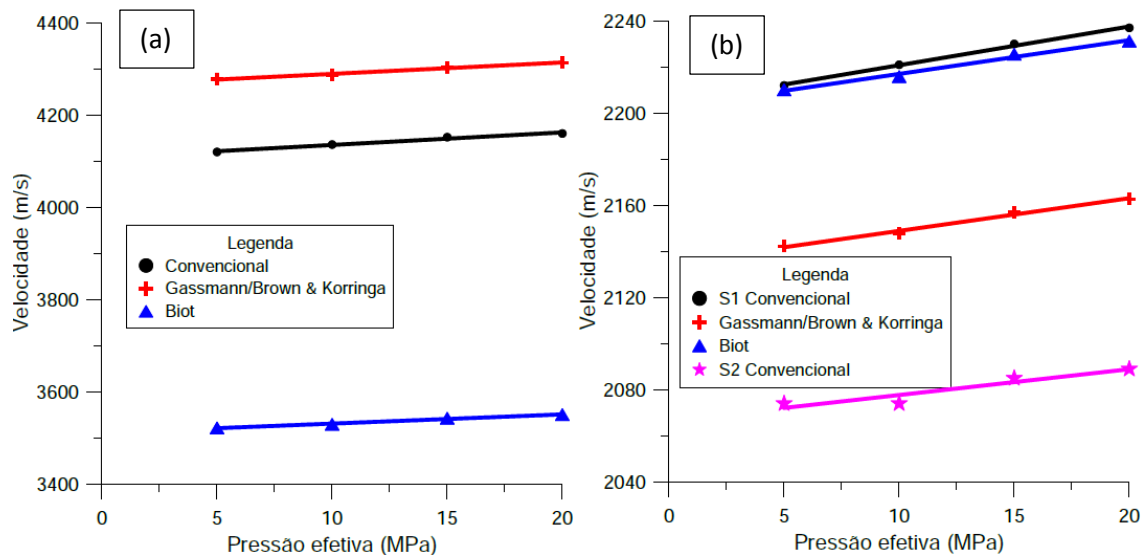 (a)
4400
4300
4200
4000
3800
3600
3400
Velocidade (m/s)
Legenda
Convencional
Gassmann/Brown & Korringa
Biot
0 5 10 15 20
Pressão efetiva (MPa)
(b)
2240
2200
2160
2120
2080
2040
Velocidade (m/s)
Legenda
S1 Convencional
Gassmann/Brown & Korringa
Biot
S2 Convencional
0 5 10 15 20
Pressão efetiva (MPa)